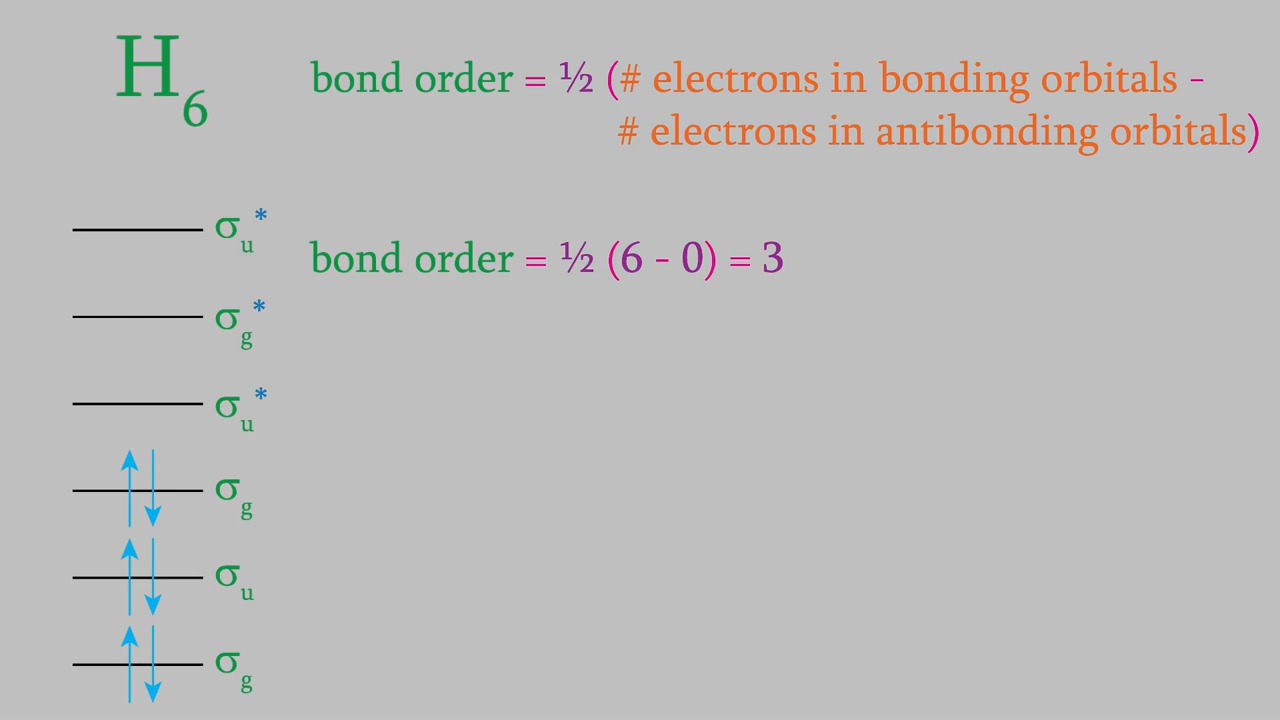 H₆
bond order = ½ (# electrons in bonding orbitals -
# electrons in antibonding orbitals)
σᵤ*
bond order = ½ (6 - 0) = 3
σg*
σᵤ*
σg
σᵤ
σg